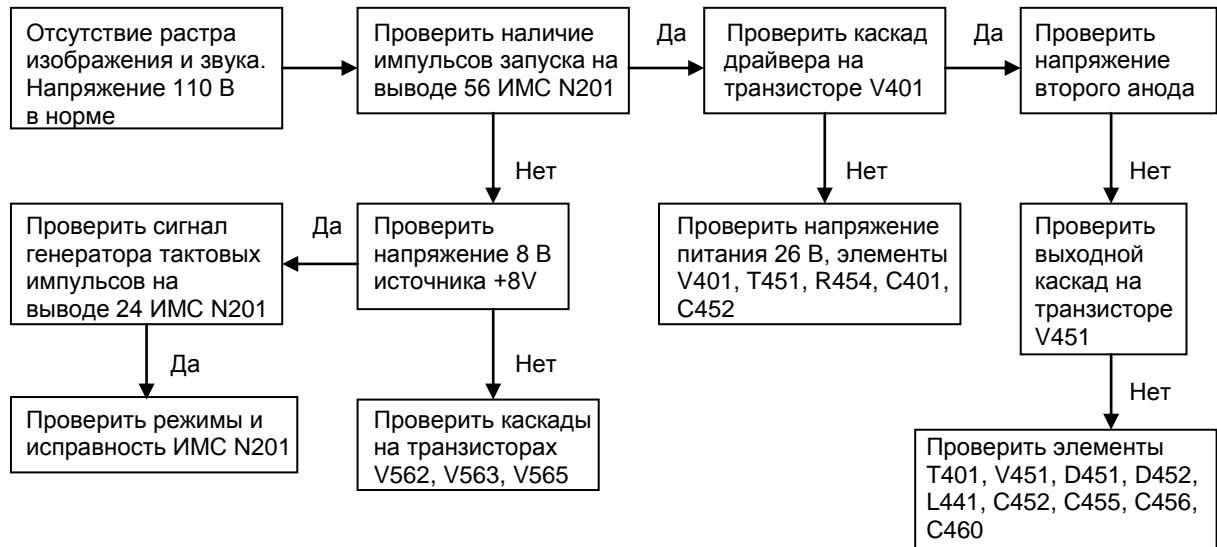 Отсутствие растра
изображения и звука.
Напряжение 110 В
в норме
Проверить наличие
импульсов запуска на
выводе 56 ИМС N201
Да
Проверить каскад
драйвера на
транзисторе V401
Да
Проверить
напряжение
второго анода
Нет
Нет
Нет
Проверить сигнал
генератора тактовых
импульсов на
выводе 24 ИМС N201
Да
Проверить
напряжение 8 В
источника +8V
Проверить напряжение
питания 26 В, элементы
V401, T451, R454, C401,
C452
Проверить
выходной
каскад на
транзисторе
V451
Да
Нет
Нет
Проверить режимы и
исправность ИМС N201
Проверить каскады
на транзисторах
V562, V563, V565
Проверить элементы
T401, V451, D451, D452,
L441, C452, C455, C456,
C460